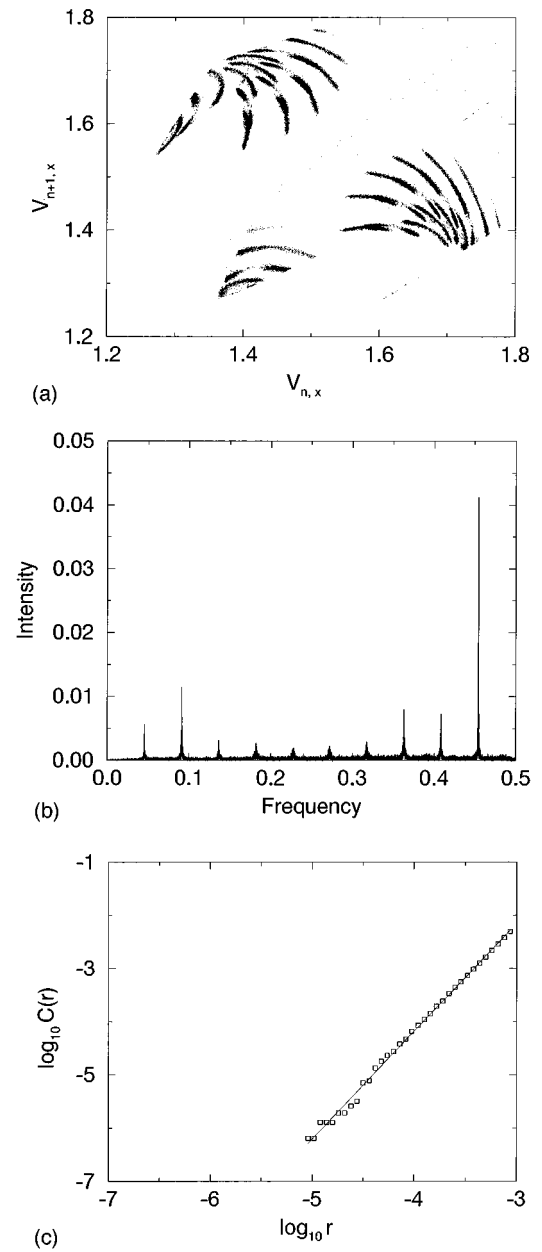 1.8
1.6
1.4
1.2
V_{n+1, x}
1.2 1.4 1.6 1.8
V_{n, x}
(a)
0.05
0.04
0.03
0.02
0.01
0.00
Intensity
0.0 0.1 0.2 0.3 0.4 0.5
Frequency
(b)
-1
-3
-5
-7
log_{10} C(r)
-7 -6 -5 -4 -3
log_{10} r
(c)